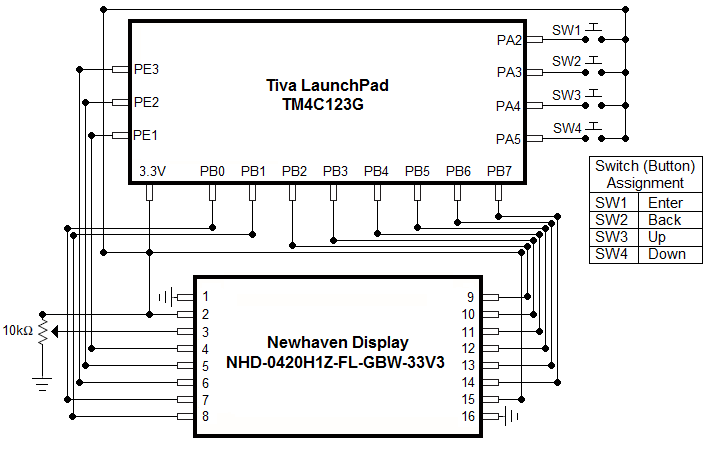 SW1
PA2
SW2
PE3
PA3
Tiva LaunchPad
TM4C123G
SW3
PE2
PA4
SW4
PE1
PA5
3.3V PB0 PB1 PB2 PB3 PB4 PB5 PB6 PB7
Switch (Button)
Assignment
SW1 Enter
SW2 Back
SW3 Up
SW4 Down
1 9
2 10
10kΩ 3 11
Newhaven Display
NHD-0420H1Z-FL-GBW-33V3
4 12
5 13
6 14
7 15
8 16